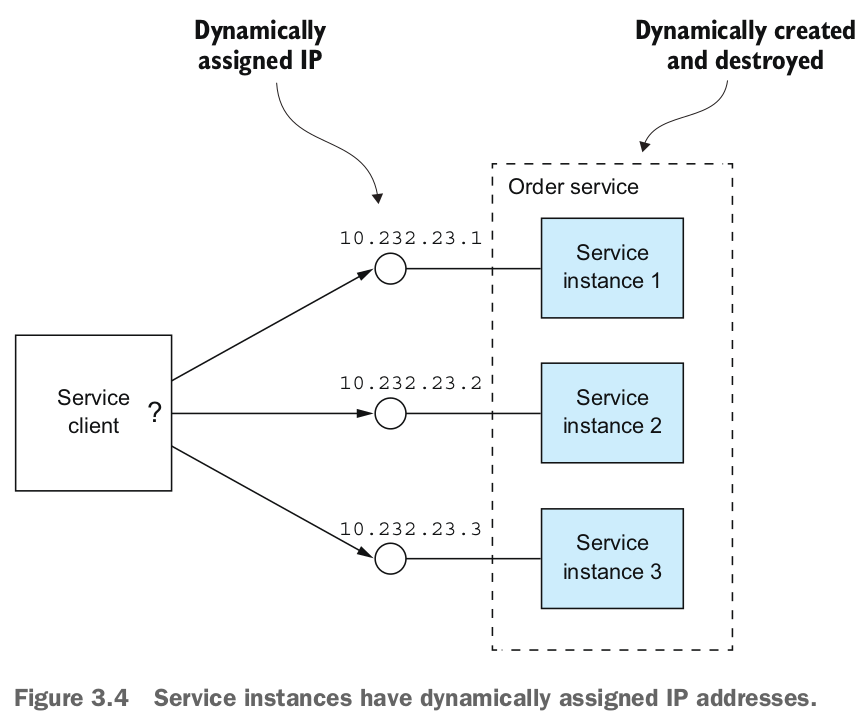 Dynamically
assigned IP
Dynamically created
and destroyed
Order service
10.232.23.1
Service
instance 1
Service
client
?
10.232.23.2
Service
instance 2
10.232.23.3
Service
instance 3
Figure 3.4 Service instances have dynamically assigned IP addresses.